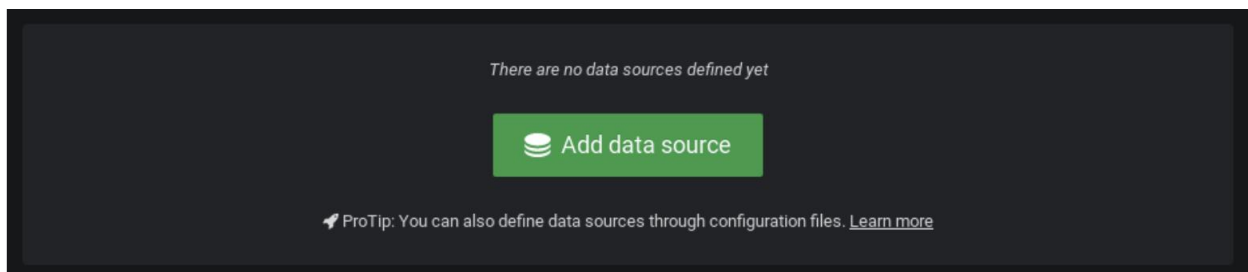 There are no data sources defined yet
Add data source
ProTip: You can also define data sources through configuration files. Learn more